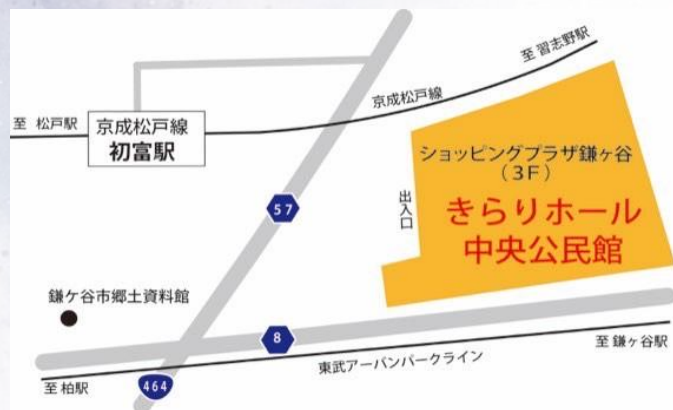 至 習志野駅
京成松戸線
至 松戸駅
京成松戸線
初富駅
ショッピングプラザ鎌ヶ谷
(3F)
出入口
きらりホール
中央公民館
57
鎌ケ谷市郷土資料館
8
至 鎌ヶ谷駅
東武アーバンパークライン
至 柏駅
464